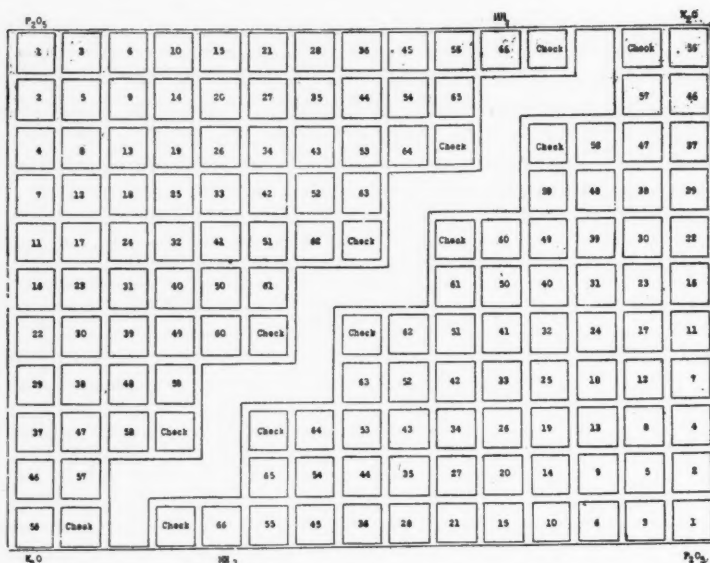 P₂O₅ NH₃ K₂O
1 3 6 10 15 21 28 36 45 55 66 Check Check 56
2 5 9 14 20 27 35 44 54 65 57 46
4 8 13 19 26 34 43 53 64 Check Check 58 47 37
7 12 18 25 33 42 52 63 59 48 38 29
11 17 24 32 41 51 62 Check Check 60 49 39 30 22
16 23 31 40 50 61 61 50 40 31 23 16
22 30 39 49 60 Check Check 62 51 41 32 24 17 11
29 38 48 59 63 52 42 33 25 18 12 7
37 47 58 Check Check 64 53 43 34 26 19 13 8 4
46 57 65 54 44 35 27 20 14 9 5 2
56 Check Check 66 55 45 36 28 21 15 10 6 3 1
K₂O NH₃ P₂O₅